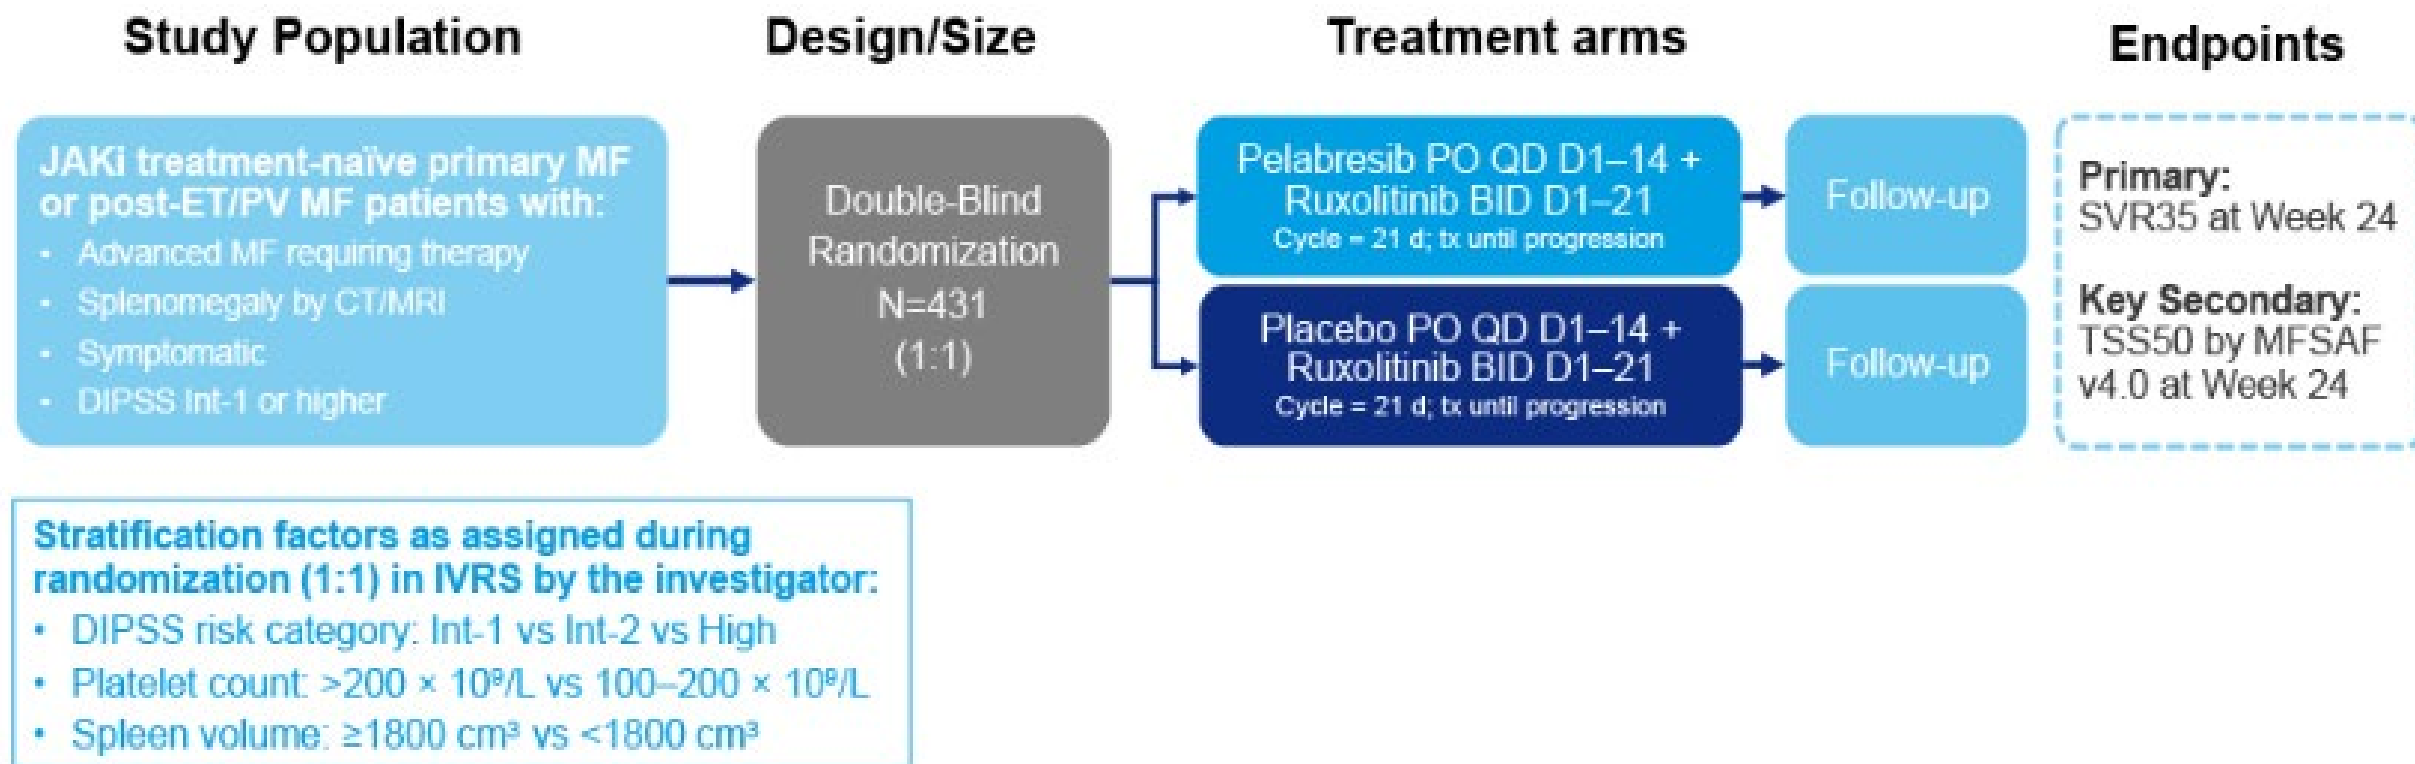 Study Population
JAKi treatment-naïve primary MF
or post-ET/PV MF patients with:
- Advanced MF requiring therapy
- Splenomegaly by CT/MRI
- Symptomatic
- DIPSS Int-1 or higher
Design/Size
Double-Blind
Randomization
N=431
(1:1)
Treatment arms
Pelabresib PO QD D1–14 +
Ruxolitinib BID D1–21
Cycle = 21 d; tx until progression
Follow-up
Placebo PO QD D1–14 +
Ruxolitinib BID D1–21
Cycle = 21 d; tx until progression
Follow-up
Endpoints
Primary:
SVR35 at Week 24
Key Secondary:
TSS50 by MFSAF
v4.0 at Week 24
Stratification factors as assigned during
randomization (1:1) in IVRS by the investigator:
• DIPSS risk category: Int-1 vs Int-2 vs High
• Platelet count: >200 × 10⁹/L vs 100–200 × 10⁹/L
• Spleen volume: ≥1800 cm³ vs <1800 cm³